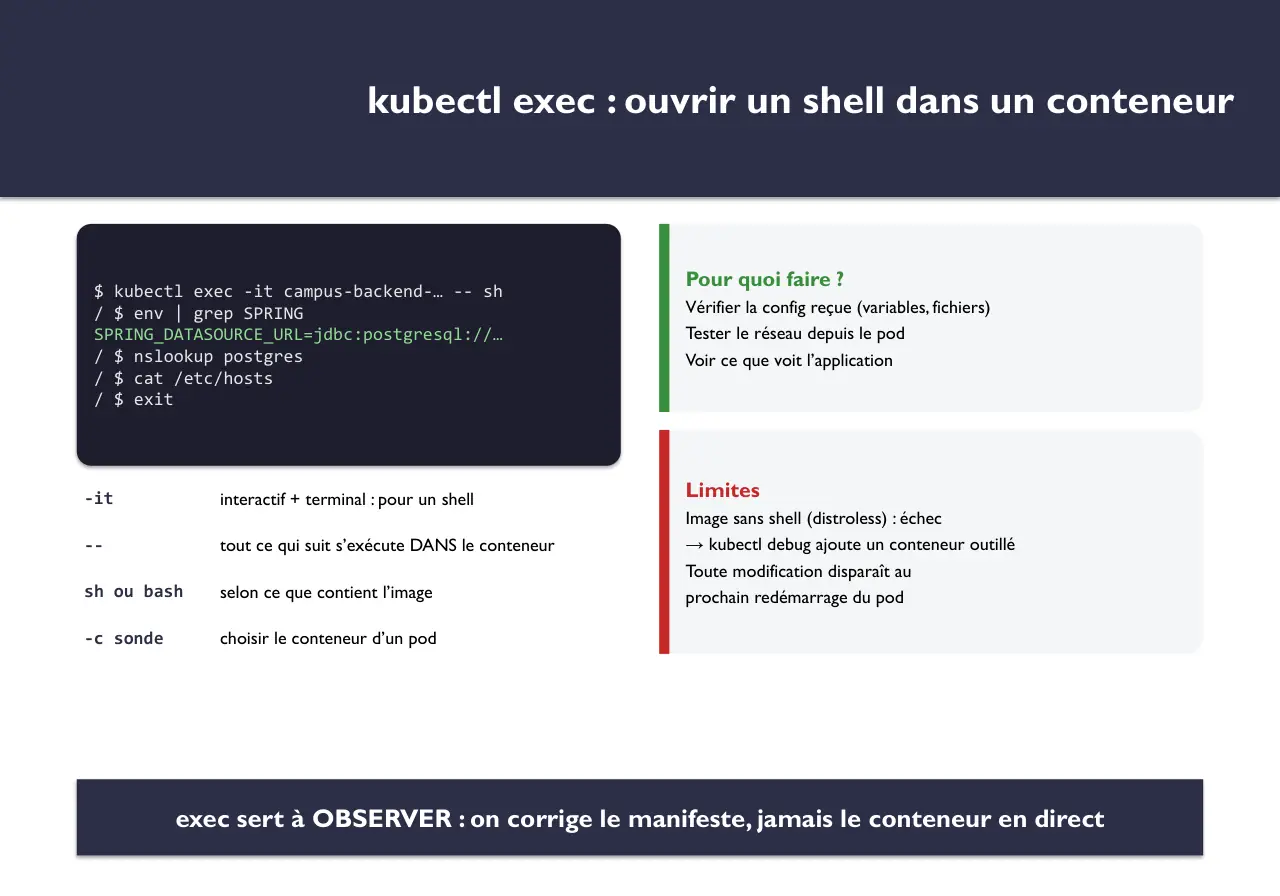 kubectl exec : ouvrir un shell dans un conteneur
$ kubectl exec -it campus-backend-… -- sh
/ $ env | grep SPRING
SPRING_DATASOURCE_URL=jdbc:postgresql://…
/ $ nslookup postgres
/ $ cat /etc/hosts
/ $ exit
-it interactif + terminal : pour un shell
-- tout ce qui suit s’exécute DANS le conteneur
sh ou bash selon ce que contient l’image
-c sonde choisir le conteneur d’un pod
Pour quoi faire ?
Vérifier la config reçue (variables, fichiers)
Tester le réseau depuis le pod
Voir ce que voit l’application
Limites
Image sans shell (distroless) : échec
→ kubectl debug ajoute un conteneur outillé
Toute modification disparaît au
prochain redémarrage du pod
exec sert à OBSERVER : on corrige le manifeste, jamais le conteneur en direct